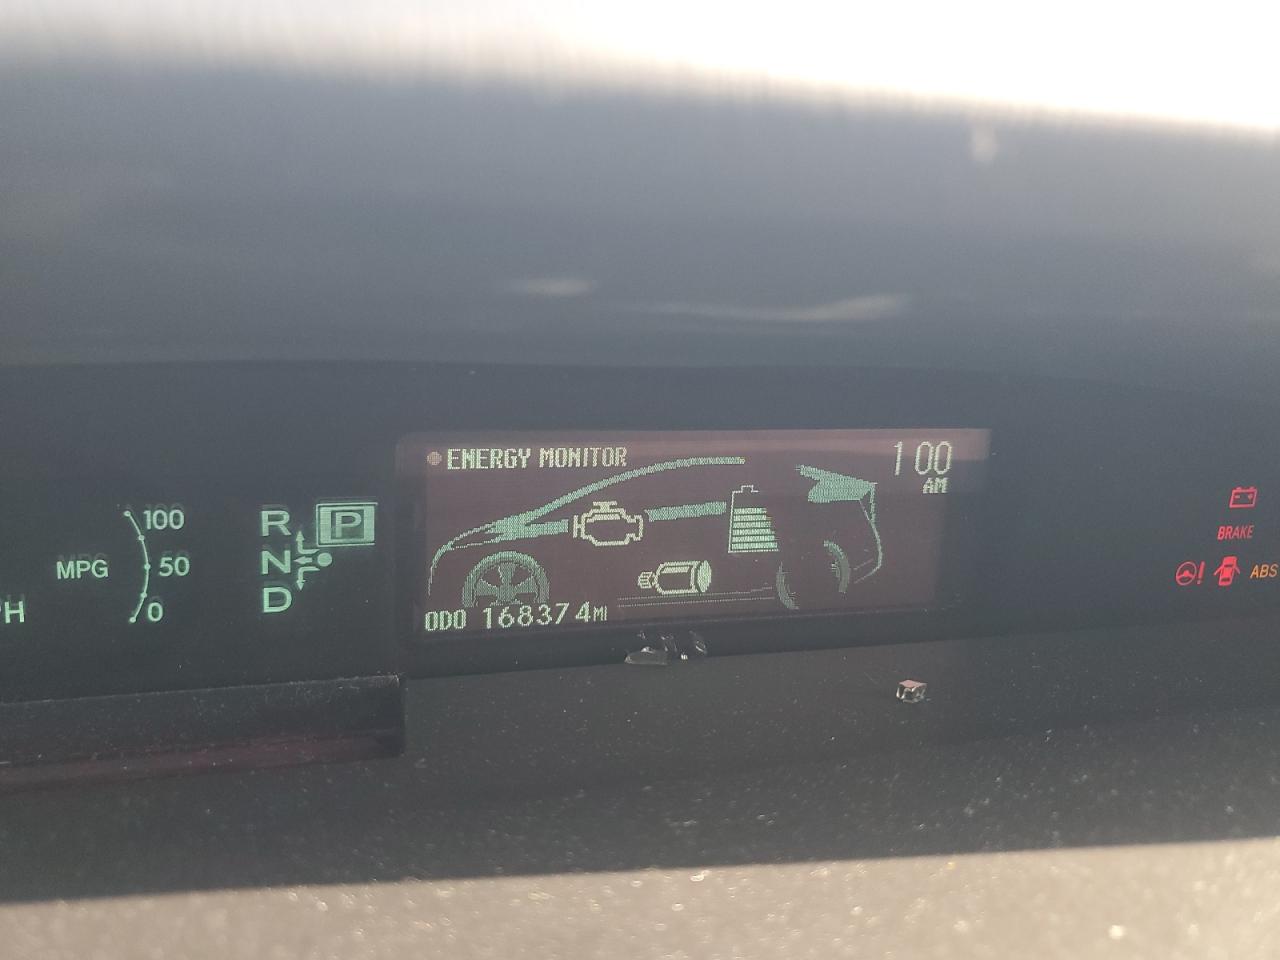 ENERGY MONITOR
1 00
AM
100
MPG
50
0
R
P
N
D
ODO 168374MI
BRAKE
!
ABS